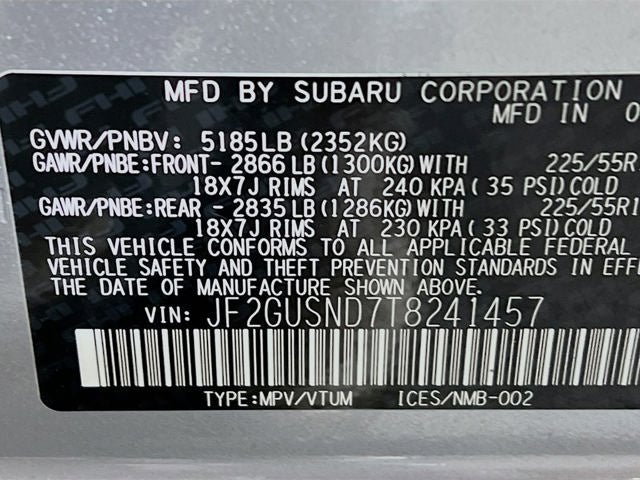 MFD BY SUBARU CORPORATION
MFD IN 0
GVWR/PNBV: 5185LB (2352KG)
GAWR/PNBE:FRONT- 2866 LB (1300KG) WITH 225/55R1
18X7J RIMS AT 240 KPA ( 35 PSI) COLD
GAWR/PNBE:REAR - 2835 LB (1286KG) WITH 225/55R1
18X7J RIMS AT 230 KPA ( 33 PSI) COLD
THIS VEHICLE CONFORMS TO ALL APPLICABLE FEDERAL
VEHICLE SAFETY AND THEFT PREVENTION STANDARDS IN EFFE
THE DATE OF MANUFACTURE SHOWN ABOVE.
VIN: JF2GUSND7T8241457
TYPE:MPV/VTUM ICES/NMB-002